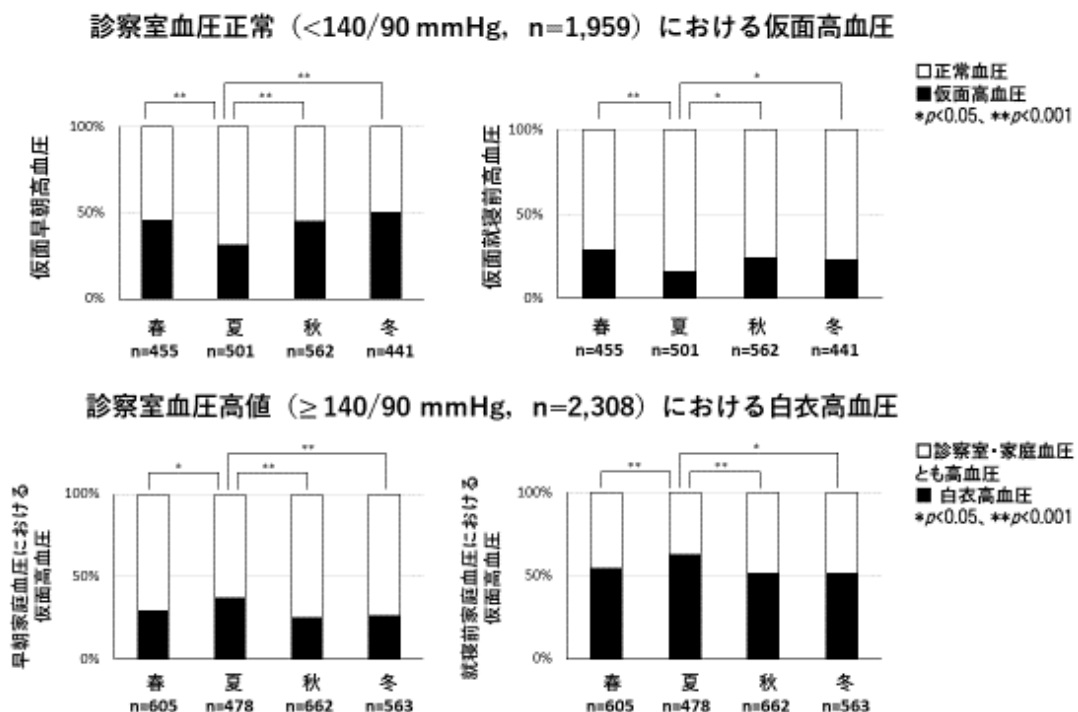 診察室血圧正常（<140/90 mmHg, n=1,959）における仮面高血圧
□正常血圧
■仮面高血圧
*p<0.05、**p<0.001
仮面早朝高血圧
100%
50%
0%
** ** **
春 夏 秋 冬
n=455 n=501 n=562 n=441
仮面就寝前高血圧
100%
50%
0%
** * *
春 夏 秋 冬
n=455 n=501 n=562 n=441
診察室血圧高値（≥140/90 mmHg, n=2,308）における白衣高血圧
□診察室・家庭血圧
とも高血圧
■ 白衣高血圧
*p<0.05、**p<0.001
早朝家庭血圧における
仮面高血圧
100%
50%
0%
* ** **
春 夏 秋 冬
n=605 n=478 n=662 n=563
就寝前家庭血圧における
仮面高血圧
100%
50%
0%
** ** *
春 夏 秋 冬
n=605 n=478 n=662 n=563